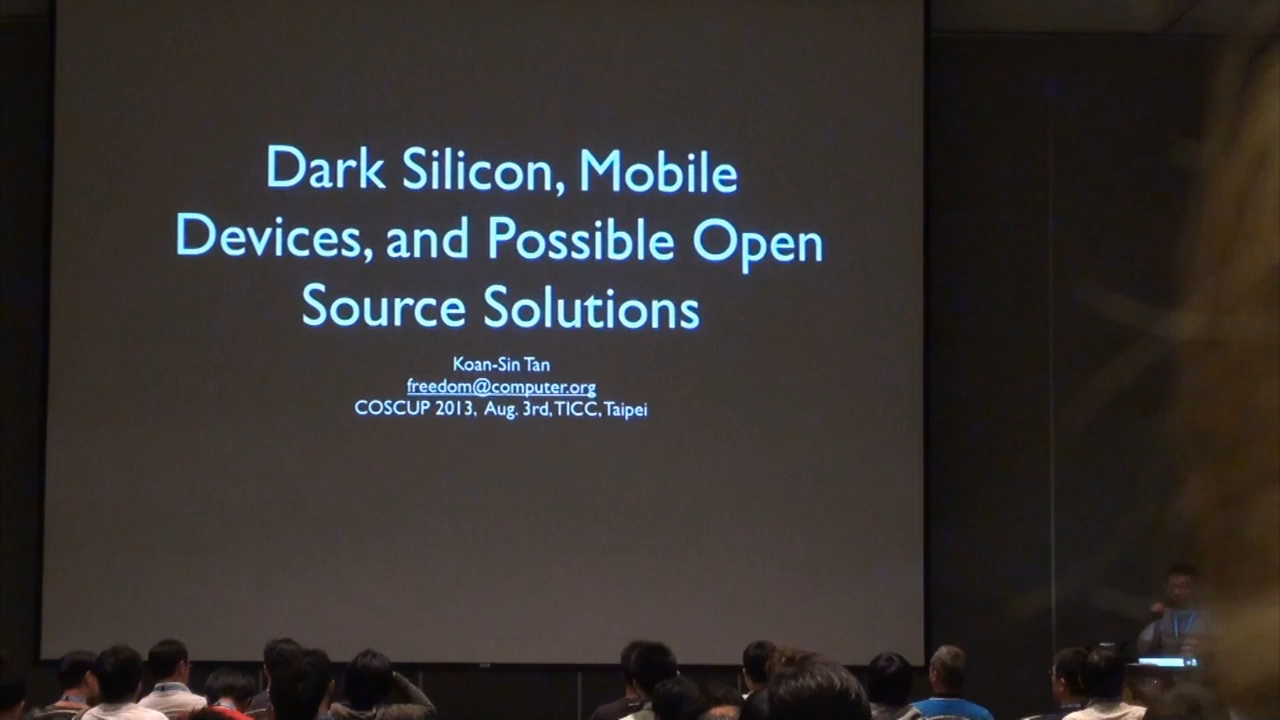 Dark Silicon, Mobile
Devices, and Possible Open
Source Solutions
Koan-Sin Tan
freedom@computer.org
COSCUP 2013, Aug. 3rd, TICC, Taipei